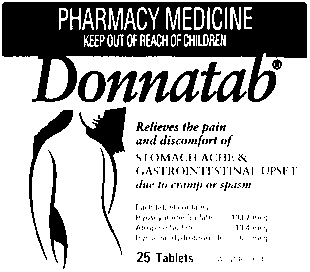 PHARMACY MEDICINE
KEEP OUT OF REACH OF CHILDREN
Donnatab®
Relieves the pain
and discomfort of
STOMACH ACHE &
GASTROINTESTINAL UPSET
due to cramp or spasm
25 Tablets